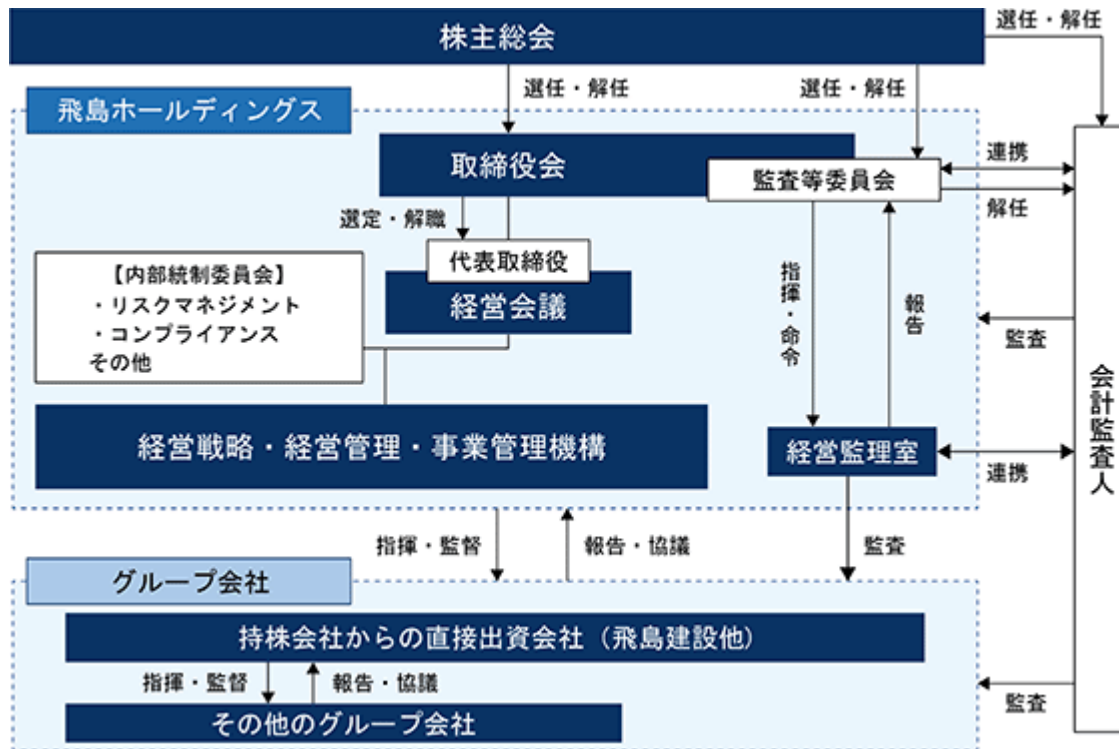 株主総会
選任・解任
選任・解任
選任・解任
飛島ホールディングス
取締役会
監査等委員会
連携
解任
選定・解職
代表取締役
経営会議
【内部統制委員会】
・リスクマネジメント
・コンプライアンス
その他
指揮・命令
報告
監査
会計監査人
経営戦略・経営管理・事業管理機構
経営監理室
連携
指揮・監督
報告・協議
監査
グループ会社
持株会社からの直接出資会社（飛島建設他）
指揮・監督
報告・協議
監査
その他のグループ会社